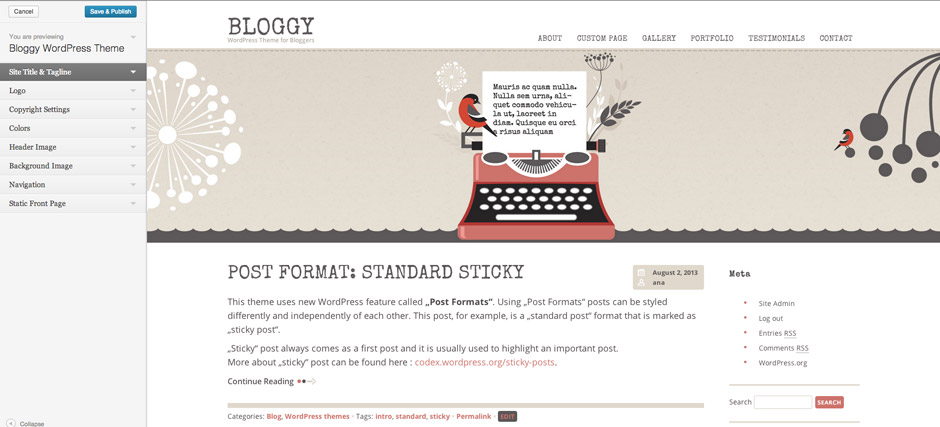 Cancel
Save & Publish
You are previewing
Bloggy WordPress Theme
Site Title & Tagline
Logo
Copyright Settings
Colors
Header Image
Background Image
Navigation
Static Front Page
Collapse
BLOGGY
WordPress Theme for Bloggers
ABOUT CUSTOM PAGE GALLERY PORTFOLIO TESTIMONIALS CONTACT
Mauris ac quam nulla.
Nulla sem urna, ali-
quet commodo vehicu-
la ut, laoreet in
diam. Quisque eu orci
a risus aliquam
POST FORMAT: STANDARD STICKY
August 2, 2013
ana
This theme uses new WordPress feature called „Post Formats“. Using „Post Formats“ posts can be styled
differently and independently of each other. This post, for example, is a „standard post“ format that is marked as
„sticky post“.
„Sticky“ post always comes as a first post and it is usually used to highlight an important post.
More about „sticky“ post can be found here : codex.wordpress.org/sticky-posts.
Continue Reading
Categories: Blog, WordPress themes · Tags: intro, standard, sticky · Permalink · EDIT
Meta
Site Admin
Log out
Entries RSS
Comments RSS
WordPress.org
Search SEARCH